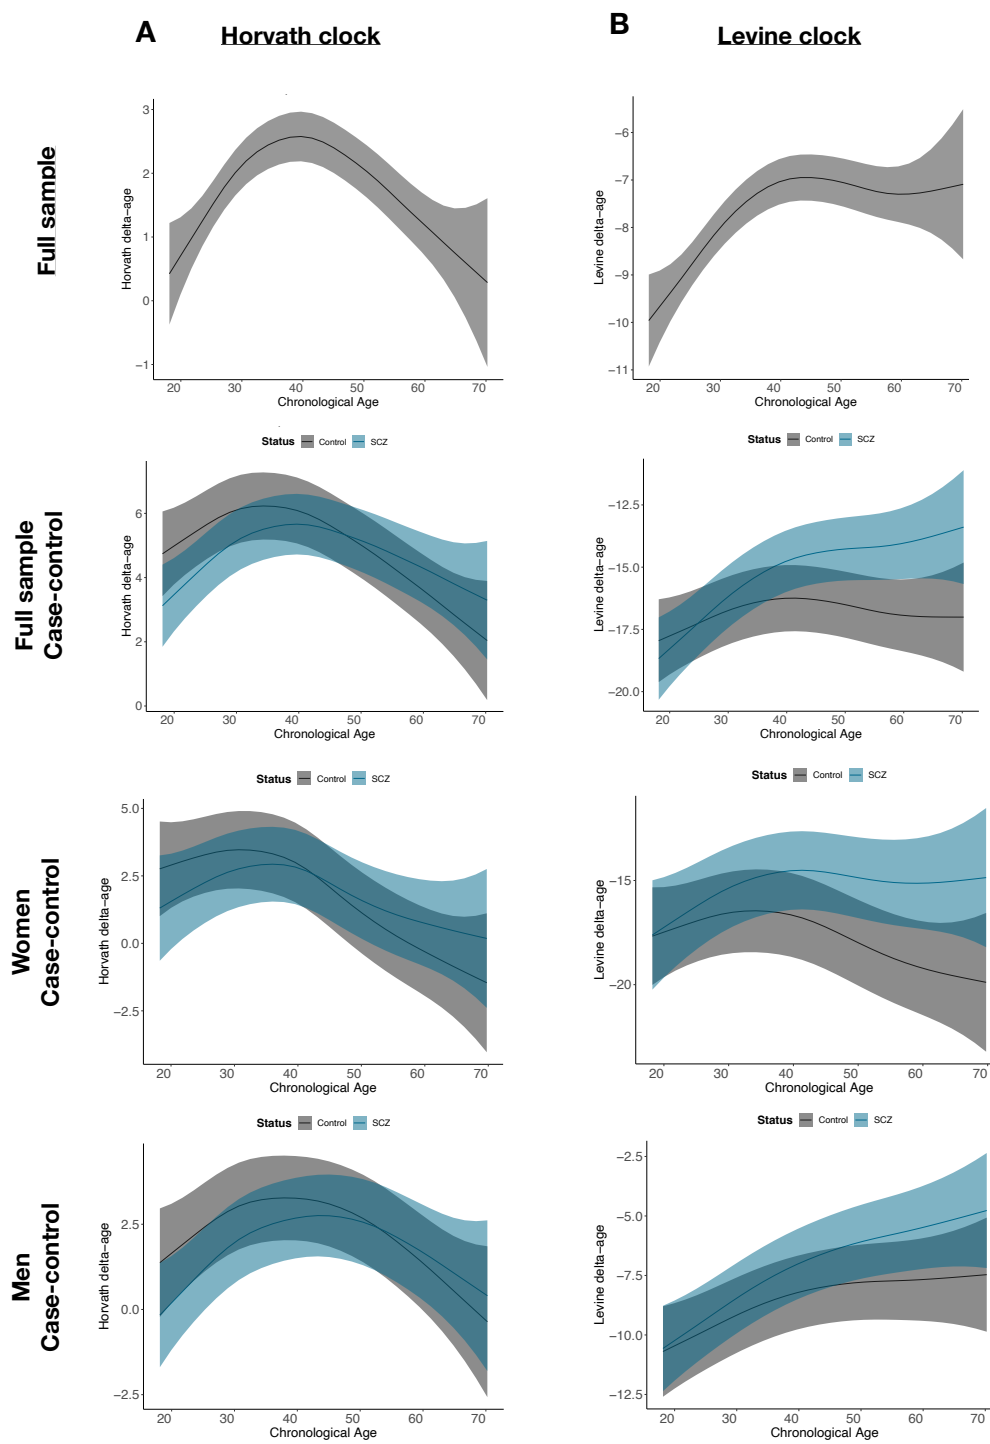 A
Horvath clock
B
Levine clock
Full sample
Horvath delta−age
3
2
1
0
−1
20 30 40 50 60 70
Chronological Age
Levine delta−age
−6
−7
−8
−9
−10
−11
20 30 40 50 60 70
Chronological Age
Full sample
Case-control
Status Control SCZ
Horvath delta−age
6
4
2
0
20 30 40 50 60 70
Chronological Age
Status Control SCZ
Levine delta−age
−12.5
−15.0
−17.5
−20.0
20 30 40 50 60 70
Chronological Age
Women
Case-control
Status Control SCZ
Horvath delta−age
5.0
2.5
0.0
−2.5
20 30 40 50 60 70
Chronological Age
Status Control SCZ
Levine delta−age
−15
−20
20 30 40 50 60 70
Chronological Age
Men
Case-control
Status Control SCZ
Horvath delta−age
2.5
0.0
−2.5
20 30 40 50 60 70
Chronological Age
Status Control SCZ
Levine delta−age
−2.5
−5.0
−7.5
−10.0
−12.5
20 30 40 50 60 70
Chronological Age